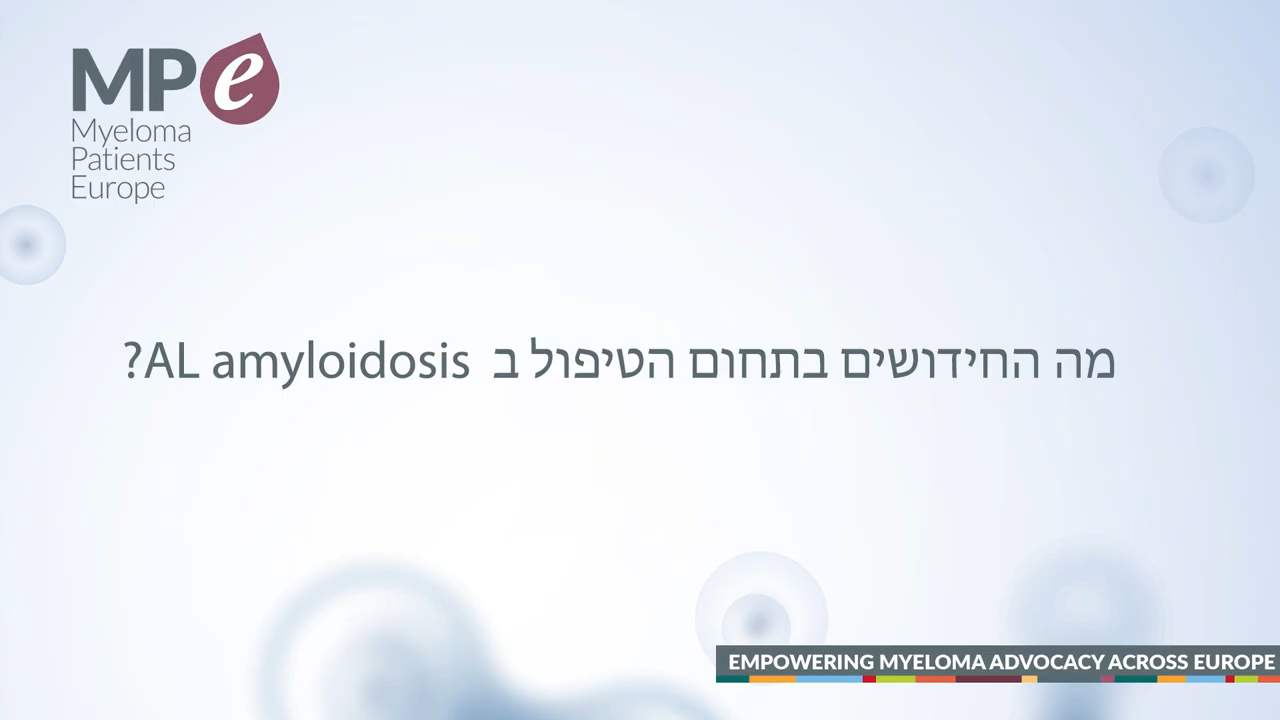 MPe
Myeloma
Patients
Europe
מה החידושים בתחום הטיפול ב AL amyloidosis?
EMPOWERING MYELOMA ADVOCACY ACROSS EUROPE